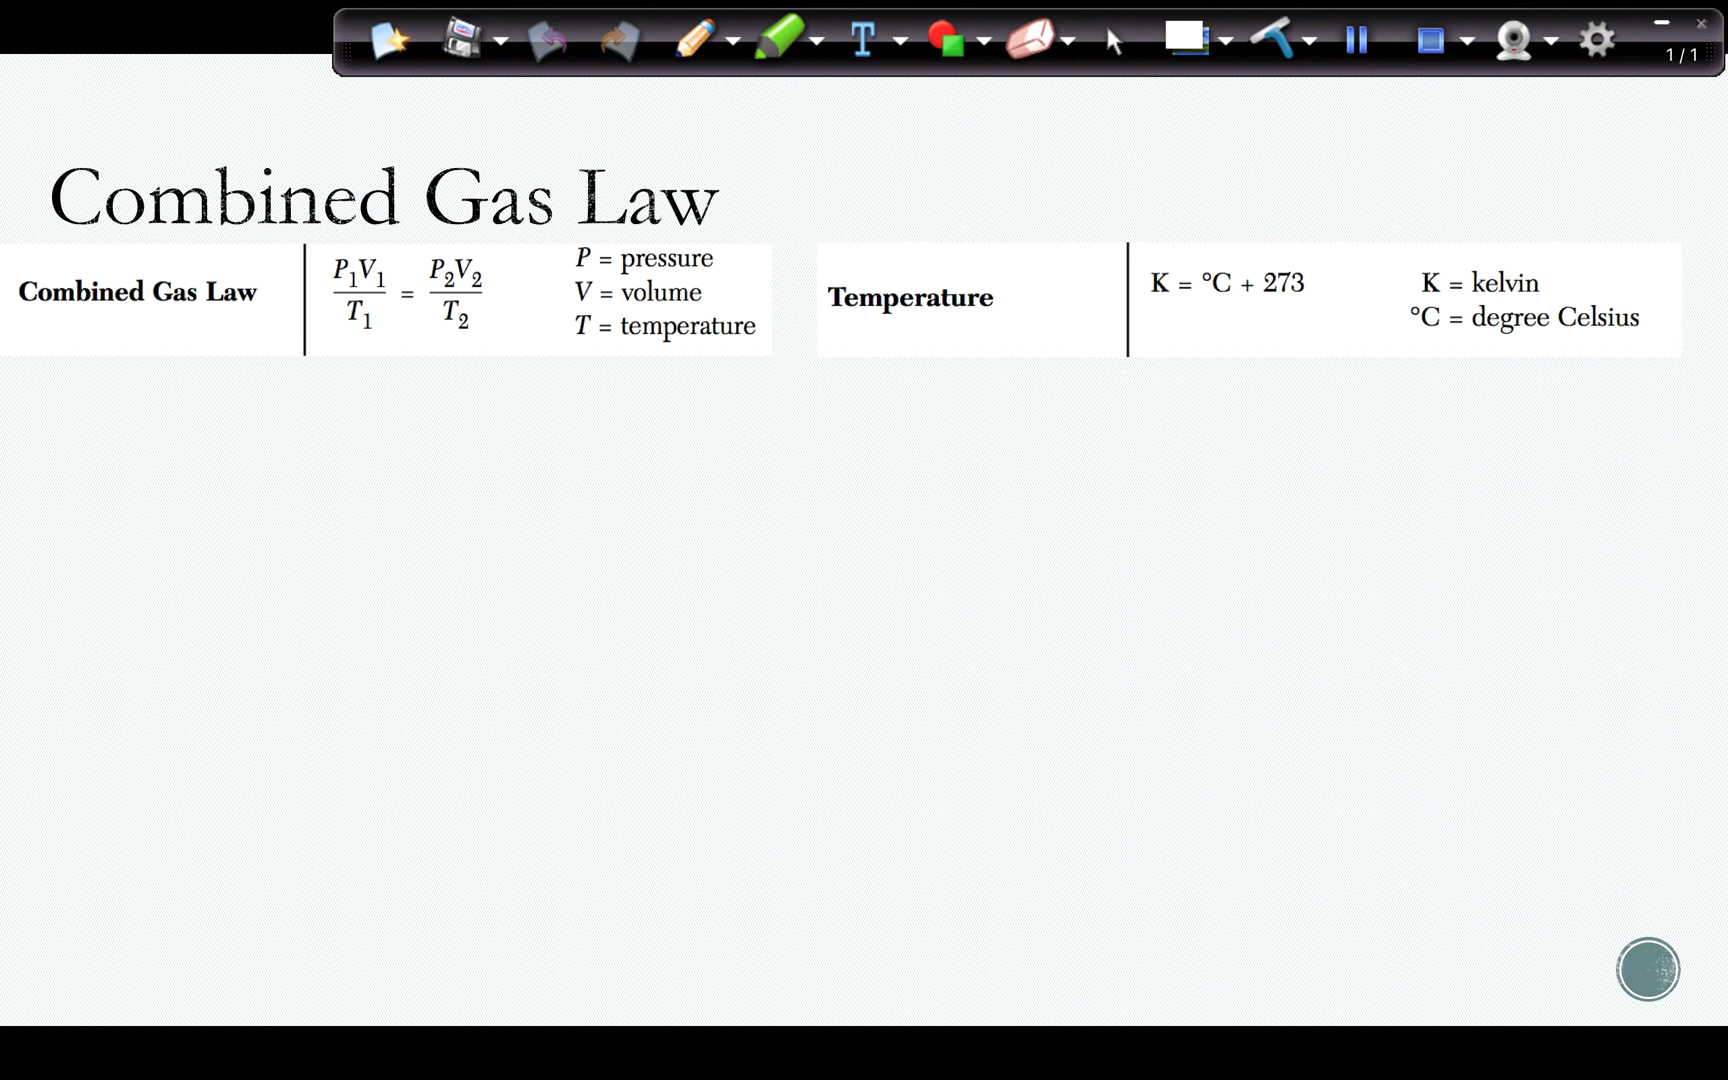 1 / 1
Combined Gas Law
Combined Gas Law
P₁V₁ / T₁ = P₂V₂ / T₂
P = pressure
V = volume
T = temperature
Temperature
K = °C + 273
K = kelvin
°C = degree Celsius